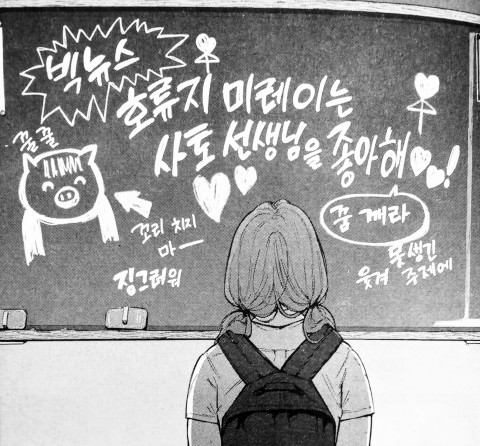 빅뉴스
호류지 미레이는
사토 선생님을 좋아해!
꿀꿀
꼬리 치지
마ー
징그러워
꿈 깨라
못생긴
주제에
웃겨